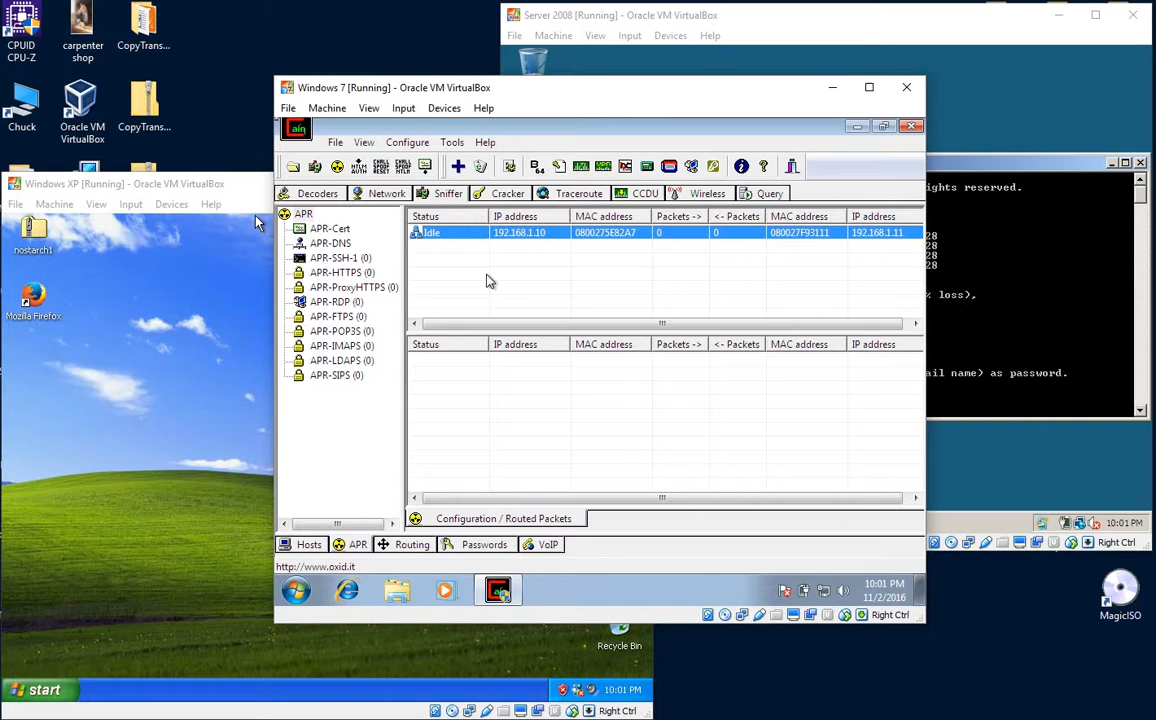 CPUID
CPU-Z
carpenter
shop
CopyTrans...
Chuck
Oracle VM
VirtualBox
CopyTrans...
Server 2008 [Running] - Oracle VM VirtualBox
File Machine View Input Devices Help
Windows XP [Running] - Oracle VM VirtualBox
File Machine View Input Devices Help
nostarch1
Mozilla Firefox
start
10:01 PM
Right Ctrl
Recycle Bin
Windows 7 [Running] - Oracle VM VirtualBox
File Machine View Input Devices Help
File View Configure Tools Help
Decoders Network Sniffer Cracker Traceroute CCDU Wireless Query
APR
APR-Cert
APR-DNS
APR-SSH-1 (0)
APR-HTTPS (0)
APR-ProxyHTTPS (0)
APR-RDP (0)
APR-FTPS (0)
APR-POP3S (0)
APR-IMAPS (0)
APR-LDAPS (0)
APR-SIPS (0)
Status IP address MAC address Packets -> <- Packets MAC address IP address
Idle 192.168.1.10 0800275E82A7 0 0 080027F93111 192.168.1.11
Status IP address MAC address Packets -> <- Packets MAC address IP address
Configuration / Routed Packets
Hosts APR Routing Passwords VoIP
http://www.oxid.it
10:01 PM
11/2/2016
Right Ctrl
ights reserved.
28
28
28
28
% loss),
ail name) as password.
10:01 PM
Right Ctrl
MagicISO